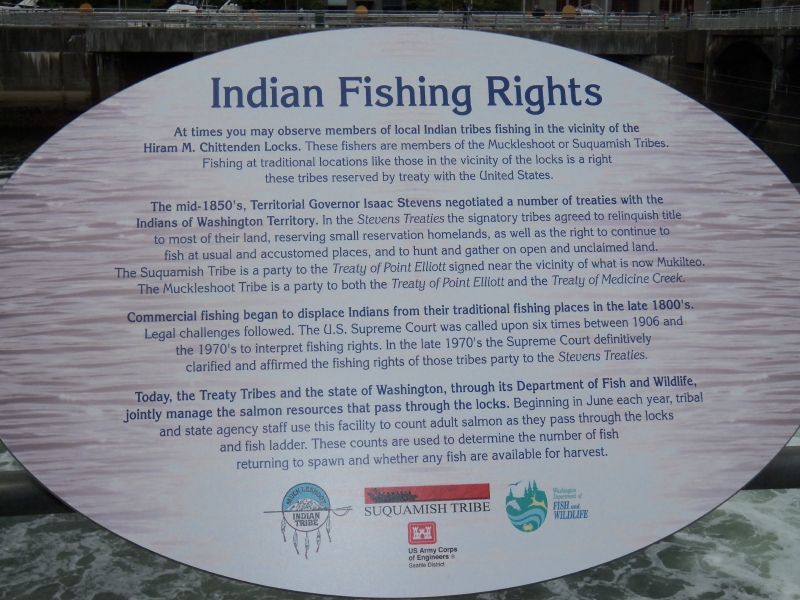 Indian Fishing Rights
At times you may observe members of local Indian tribes fishing in the vicinity of the
Hiram M. Chittenden Locks. These fishers are members of the Muckleshoot or Suquamish Tribes.
Fishing at traditional locations like those in the vicinity of the locks is a right
these tribes reserved by treaty with the United States.
The mid-1850's, Territorial Governor Isaac Stevens negotiated a number of treaties with the
Indians of Washington Territory. In the Stevens Treaties the signatory tribes agreed to relinquish title
to most of their land, reserving small reservation homelands, as well as the right to continue to
fish at usual and accustomed places, and to hunt and gather on open and unclaimed land.
The Suquamish Tribe is a party to the Treaty of Point Elliott signed near the vicinity of what is now Mukilteo.
The Muckleshoot Tribe is a party to both the Treaty of Point Elliott and the Treaty of Medicine Creek.
Commercial fishing began to displace Indians from their traditional fishing places in the late 1800's.
Legal challenges followed. The U.S. Supreme Court was called upon six times between 1906 and
the 1970's to interpret fishing rights. In the late 1970's the Supreme Court definitively
clarified and affirmed the fishing rights of those tribes party to the Stevens Treaties.
Today, the Treaty Tribes and the state of Washington, through its Department of Fish and Wildlife,
jointly manage the salmon resources that pass through the locks. Beginning in June each year, tribal
and state agency staff use this facility to count adult salmon as they pass through the locks
and fish ladder. These counts are used to determine the number of fish
returning to spawn and whether any fish are available for harvest.
MUCKLESHOOT
INDIAN
TRIBE
SUQUAMISH TRIBE
US Army Corps
of Engineers ®
Seattle District
Washington
Department of
FISH and
WILDLIFE